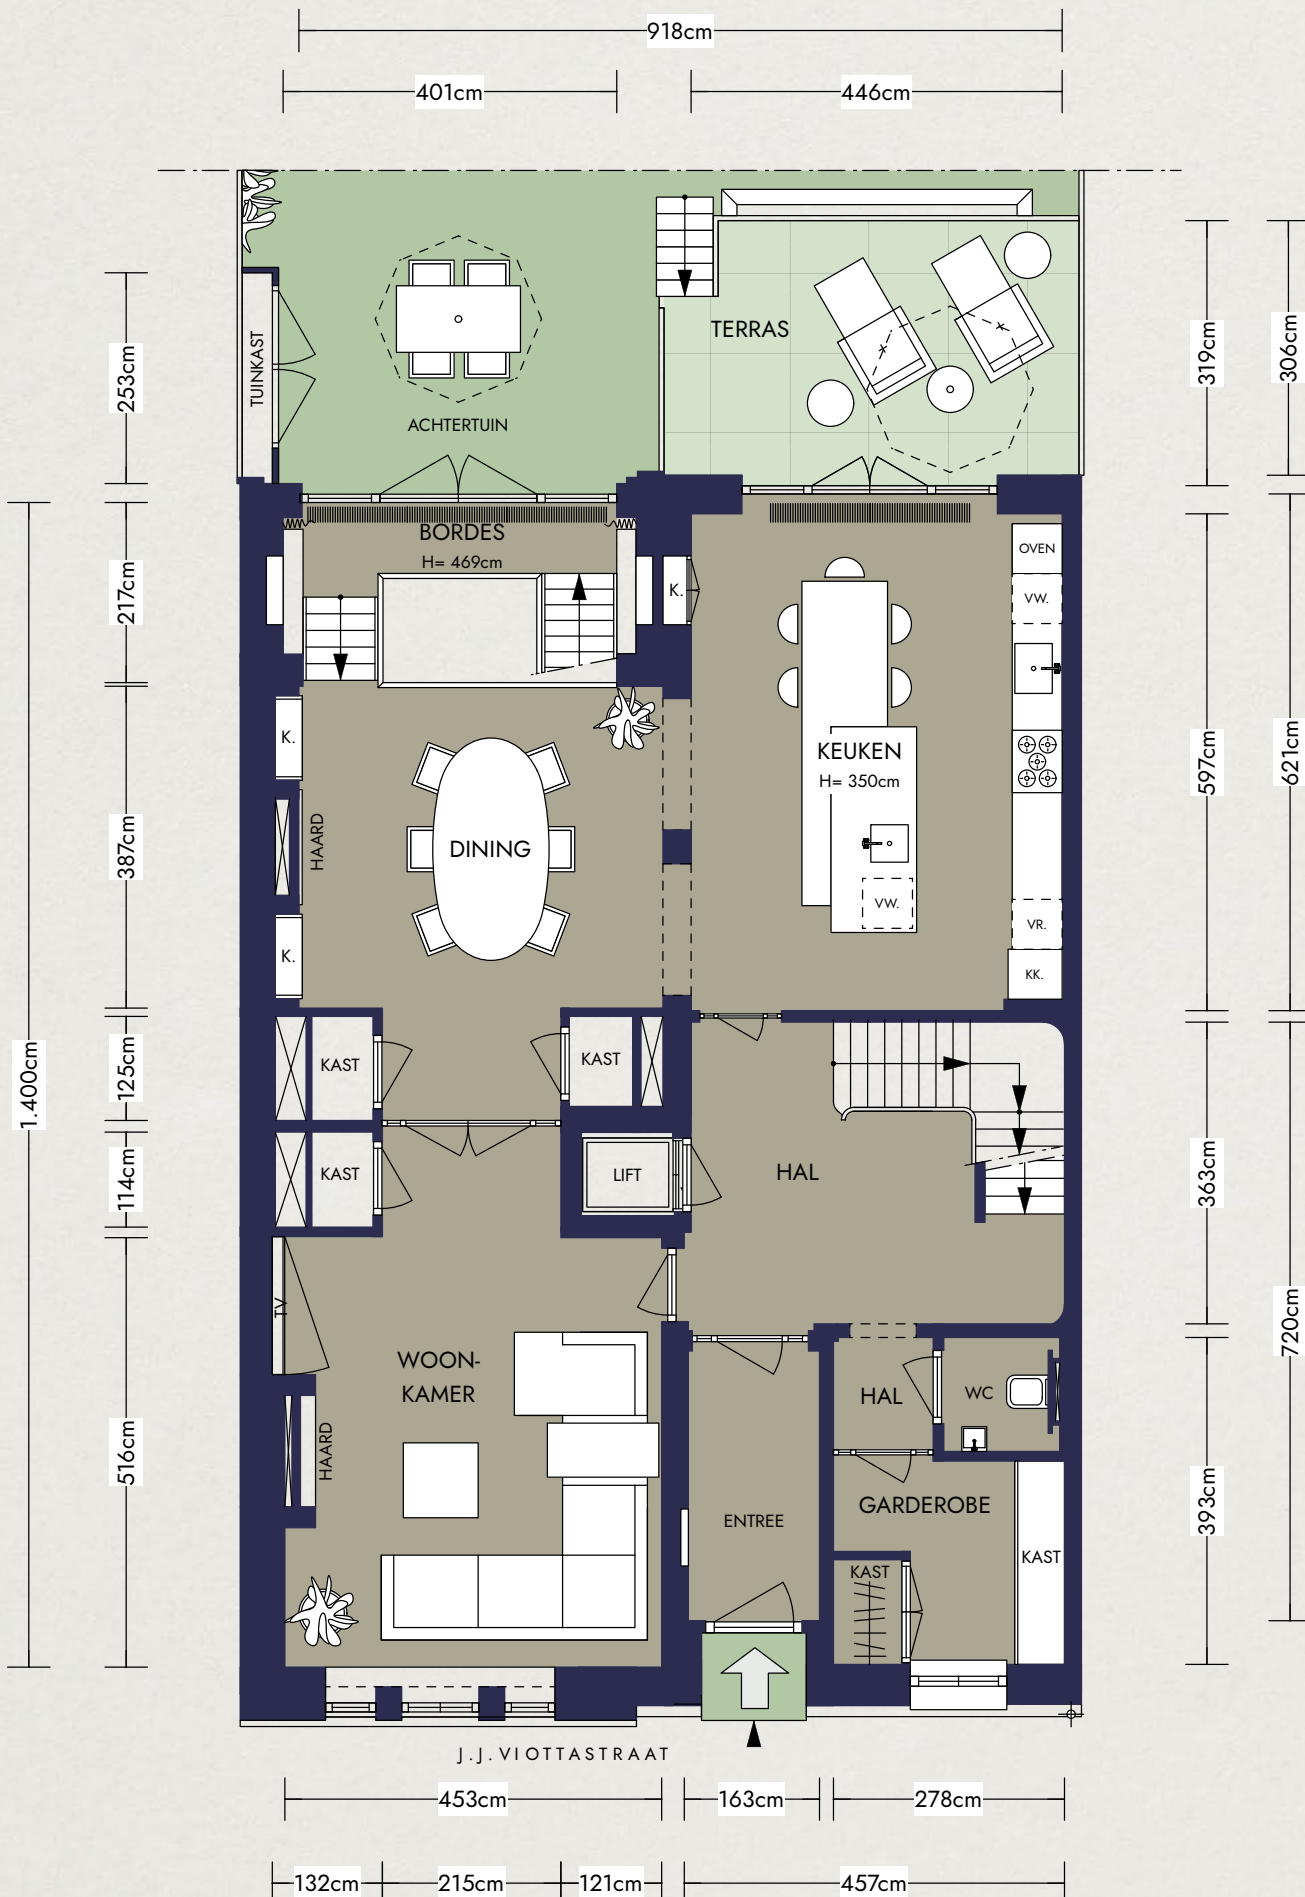 918cm
401cm
446cm
TERRAS
TUINKAST
ACHTERTUIN
253cm
319cm
306cm
BORDES
H= 469cm
217cm
K.
OVEN
VW.
K.
KEUKEN
H= 350cm
597cm
621cm
HAARD
DINING
387cm
VW.
VR.
K.
KK.
1.400cm
125cm
KAST
KAST
114cm
KAST
LIFT
HAL
363cm
TV
WOON-
KAMER
HAL
WC
720cm
516cm
HAARD
ENTREE
GARDEROBE
393cm
KAST
KAST
J.J. VIOTTASTRAAT
453cm
163cm
278cm
132cm
215cm
121cm
457cm